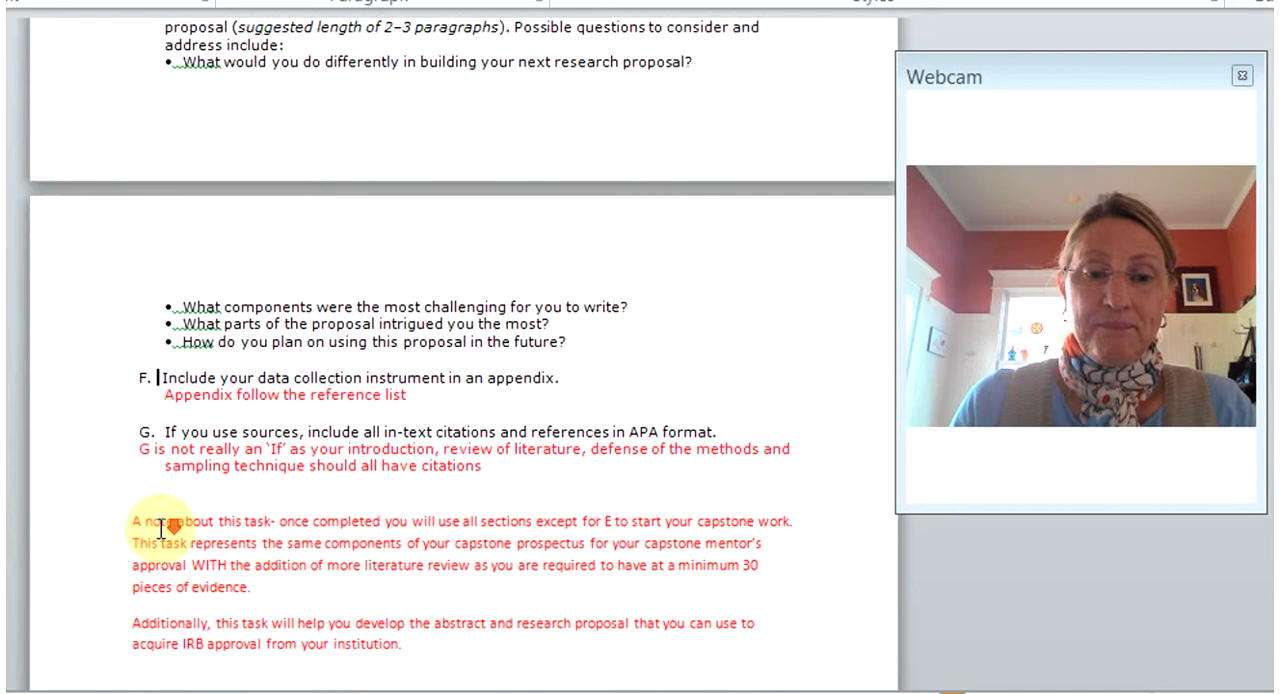 proposal (suggested length of 2–3 paragraphs). Possible questions to consider and
address include:
• What would you do differently in building your next research proposal?
Webcam
• What components were the most challenging for you to write?
• What parts of the proposal intrigued you the most?
• How do you plan on using this proposal in the future?
F. Include your data collection instrument in an appendix.
Appendix follow the reference list
G. If you use sources, include all in-text citations and references in APA format.
G is not really an ‘If’ as your introduction, review of literature, defense of the methods and
sampling technique should all have citations
A note about this task- once completed you will use all sections except for E to start your capstone work.
This task represents the same components of your capstone prospectus for your capstone mentor’s
approval WITH the addition of more literature review as you are required to have at a minimum 30
pieces of evidence.
Additionally, this task will help you develop the abstract and research proposal that you can use to
acquire IRB approval from your institution.